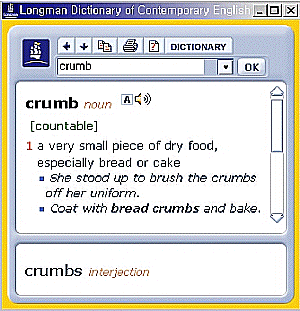 Longman Dictionary of Contemporary English
DICTIONARY
crumb
OK
crumb noun A
[countable]
1 a very small piece of dry food,
especially bread or cake
She stood up to brush the crumbs
off her uniform.
Coat with bread crumbs and bake.
crumbs interjection